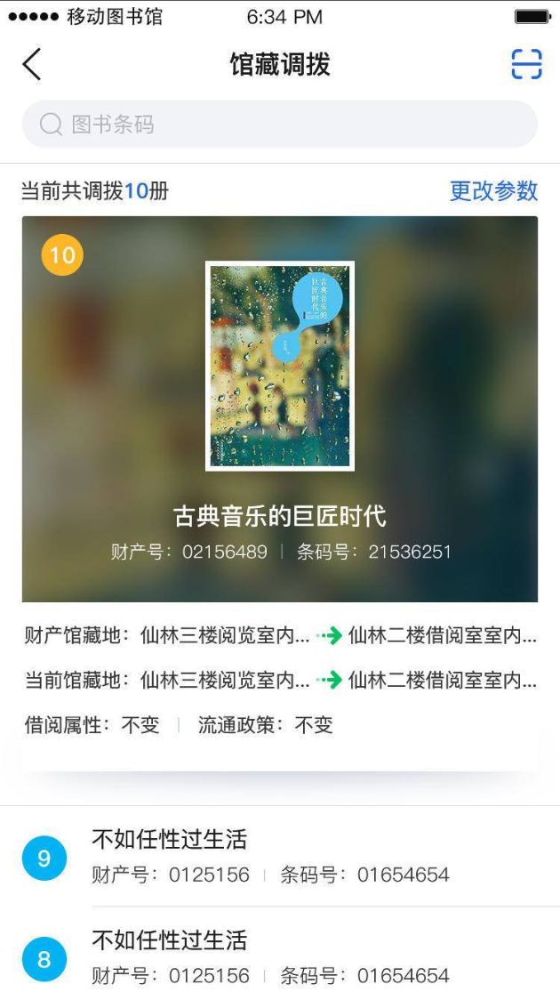 移动图书馆 6:34 PM
馆藏调拨
图书条码
当前共调拨10册 更改参数
10
古典音乐的
巨匠时代
古典音乐的巨匠时代
财产号：02156489 | 条码号：21536251
财产馆藏地：仙林三楼阅览室内... 仙林二楼借阅室室内...
当前馆藏地：仙林三楼阅览室内... 仙林二楼借阅室室内...
借阅属性：不变 | 流通政策：不变
9
不如任性过生活
财产号：0125156 | 条码号：01654654
8
不如任性过生活
财产号：0125156 | 条码号：01654654